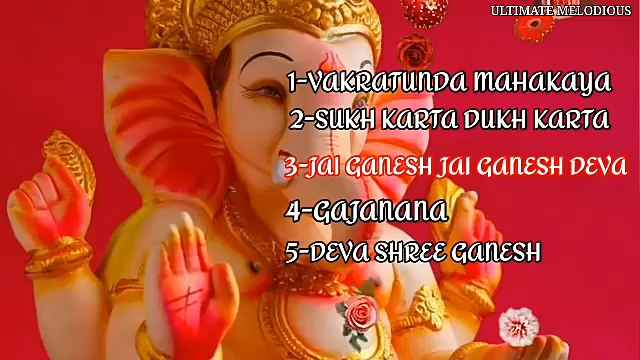 ULTIMATE MELODIOUS
1-VAKRATUNDA MAHAKAYA
2-SUKH KARTA DUKH KARTA
3-JAI GANESH JAI GANESH DEVA
4-GAJANANA
5-DEVA SHREE GANESH